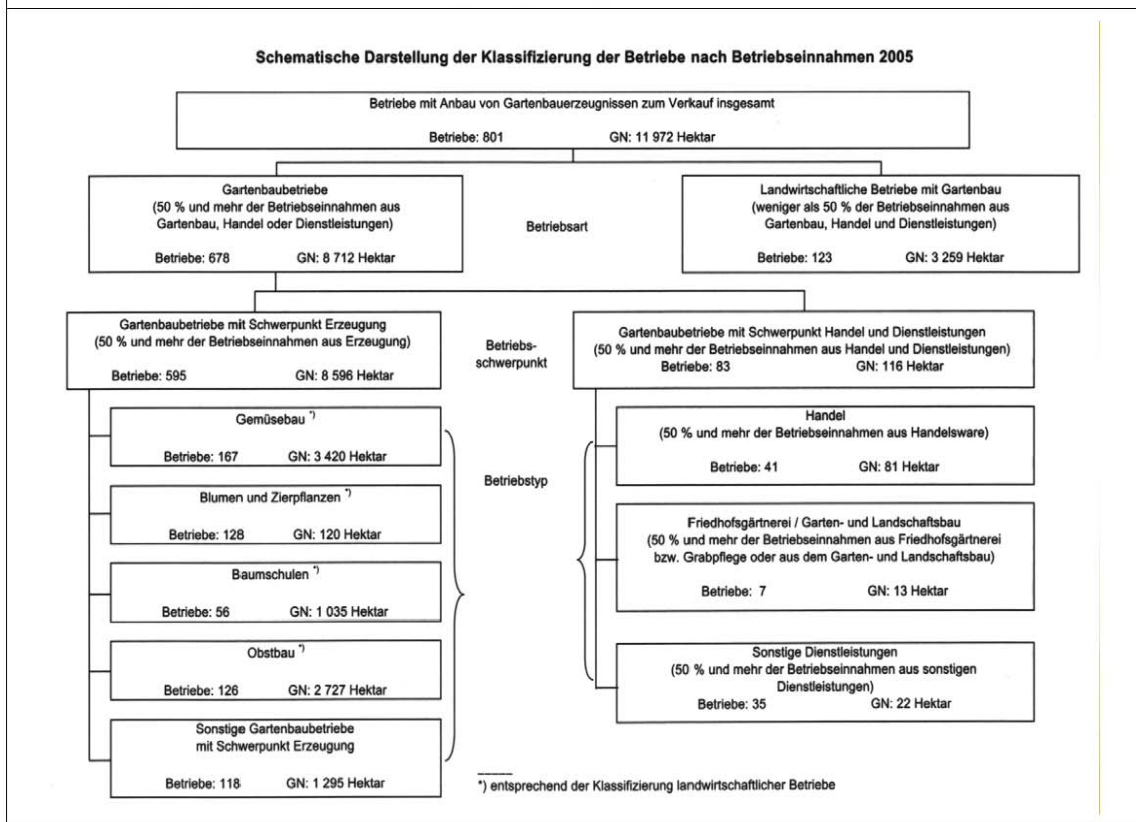 Schematische Darstellung der Klassifizierung der Betriebe nach Betriebseinnahmen 2005
Betriebe mit Anbau von Gartenbauerzeugnissen zum Verkauf insgesamt
Betriebe: 801 GN: 11 972 Hektar
Gartenbaubetriebe
(50 % und mehr der Betriebseinnahmen aus
Gartenbau, Handel oder Dienstleistungen)
Betriebe: 678 GN: 8 712 Hektar
Betriebsart
Landwirtschaftliche Betriebe mit Gartenbau
(weniger als 50 % der Betriebseinnahmen aus
Gartenbau, Handel und Dienstleistungen)
Betriebe: 123 GN: 3 259 Hektar
Gartenbaubetriebe mit Schwerpunkt Erzeugung
(50 % und mehr der Betriebseinnahmen aus Erzeugung)
Betriebe: 595 GN: 8 596 Hektar
Betriebs-
schwerpunkt
Gartenbaubetriebe mit Schwerpunkt Handel und Dienstleistungen
(50 % und mehr der Betriebseinnahmen aus Handel und Dienstleistungen)
Betriebe: 83 GN: 116 Hektar
Gemüsebau *)
Betriebe: 167 GN: 3 420 Hektar
Blumen und Zierpflanzen *)
Betriebe: 128 GN: 120 Hektar
Baumschulen *)
Betriebe: 56 GN: 1 035 Hektar
Obstbau *)
Betriebe: 126 GN: 2 727 Hektar
Sonstige Gartenbaubetriebe
mit Schwerpunkt Erzeugung
Betriebe: 118 GN: 1 295 Hektar
Betriebstyp
Handel
(50 % und mehr der Betriebseinnahmen aus Handelsware)
Betriebe: 41 GN: 81 Hektar
Friedhofsgärtnerei / Garten- und Landschaftsbau
(50 % und mehr der Betriebseinnahmen aus Friedhofsgärtnerei
bzw. Grabpflege oder aus dem Garten- und Landschaftsbau)
Betriebe: 7 GN: 13 Hektar
Sonstige Dienstleistungen
(50 % und mehr der Betriebseinnahmen aus sonstigen
Dienstleistungen)
Betriebe: 35 GN: 22 Hektar
*) entsprechend der Klassifizierung landwirtschaftlicher Betriebe